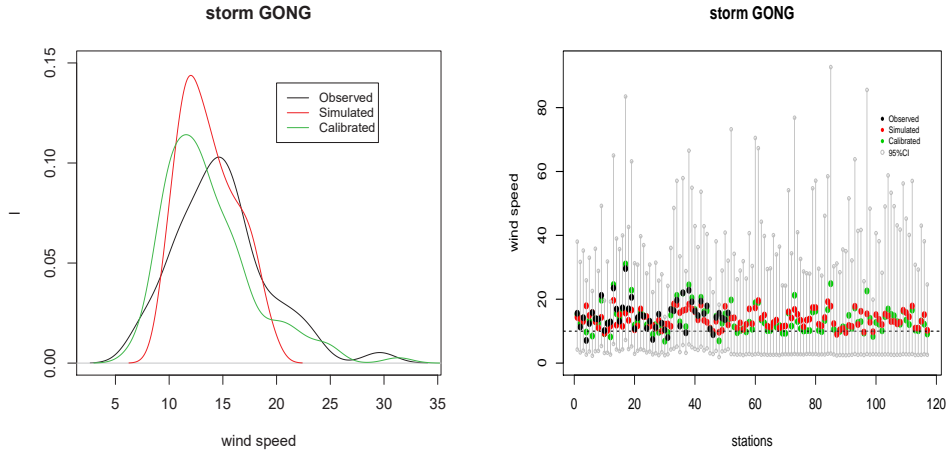 storm GONG
0.15
0.10
0.05
0.00
l
Observed
Simulated
Calibrated
5 10 15 20 25 30 35
wind speed
storm GONG
80
60
40
20
0
wind speed
Observed
Simulated
Calibrated
95%CI
0 20 40 60 80 100 120
stations